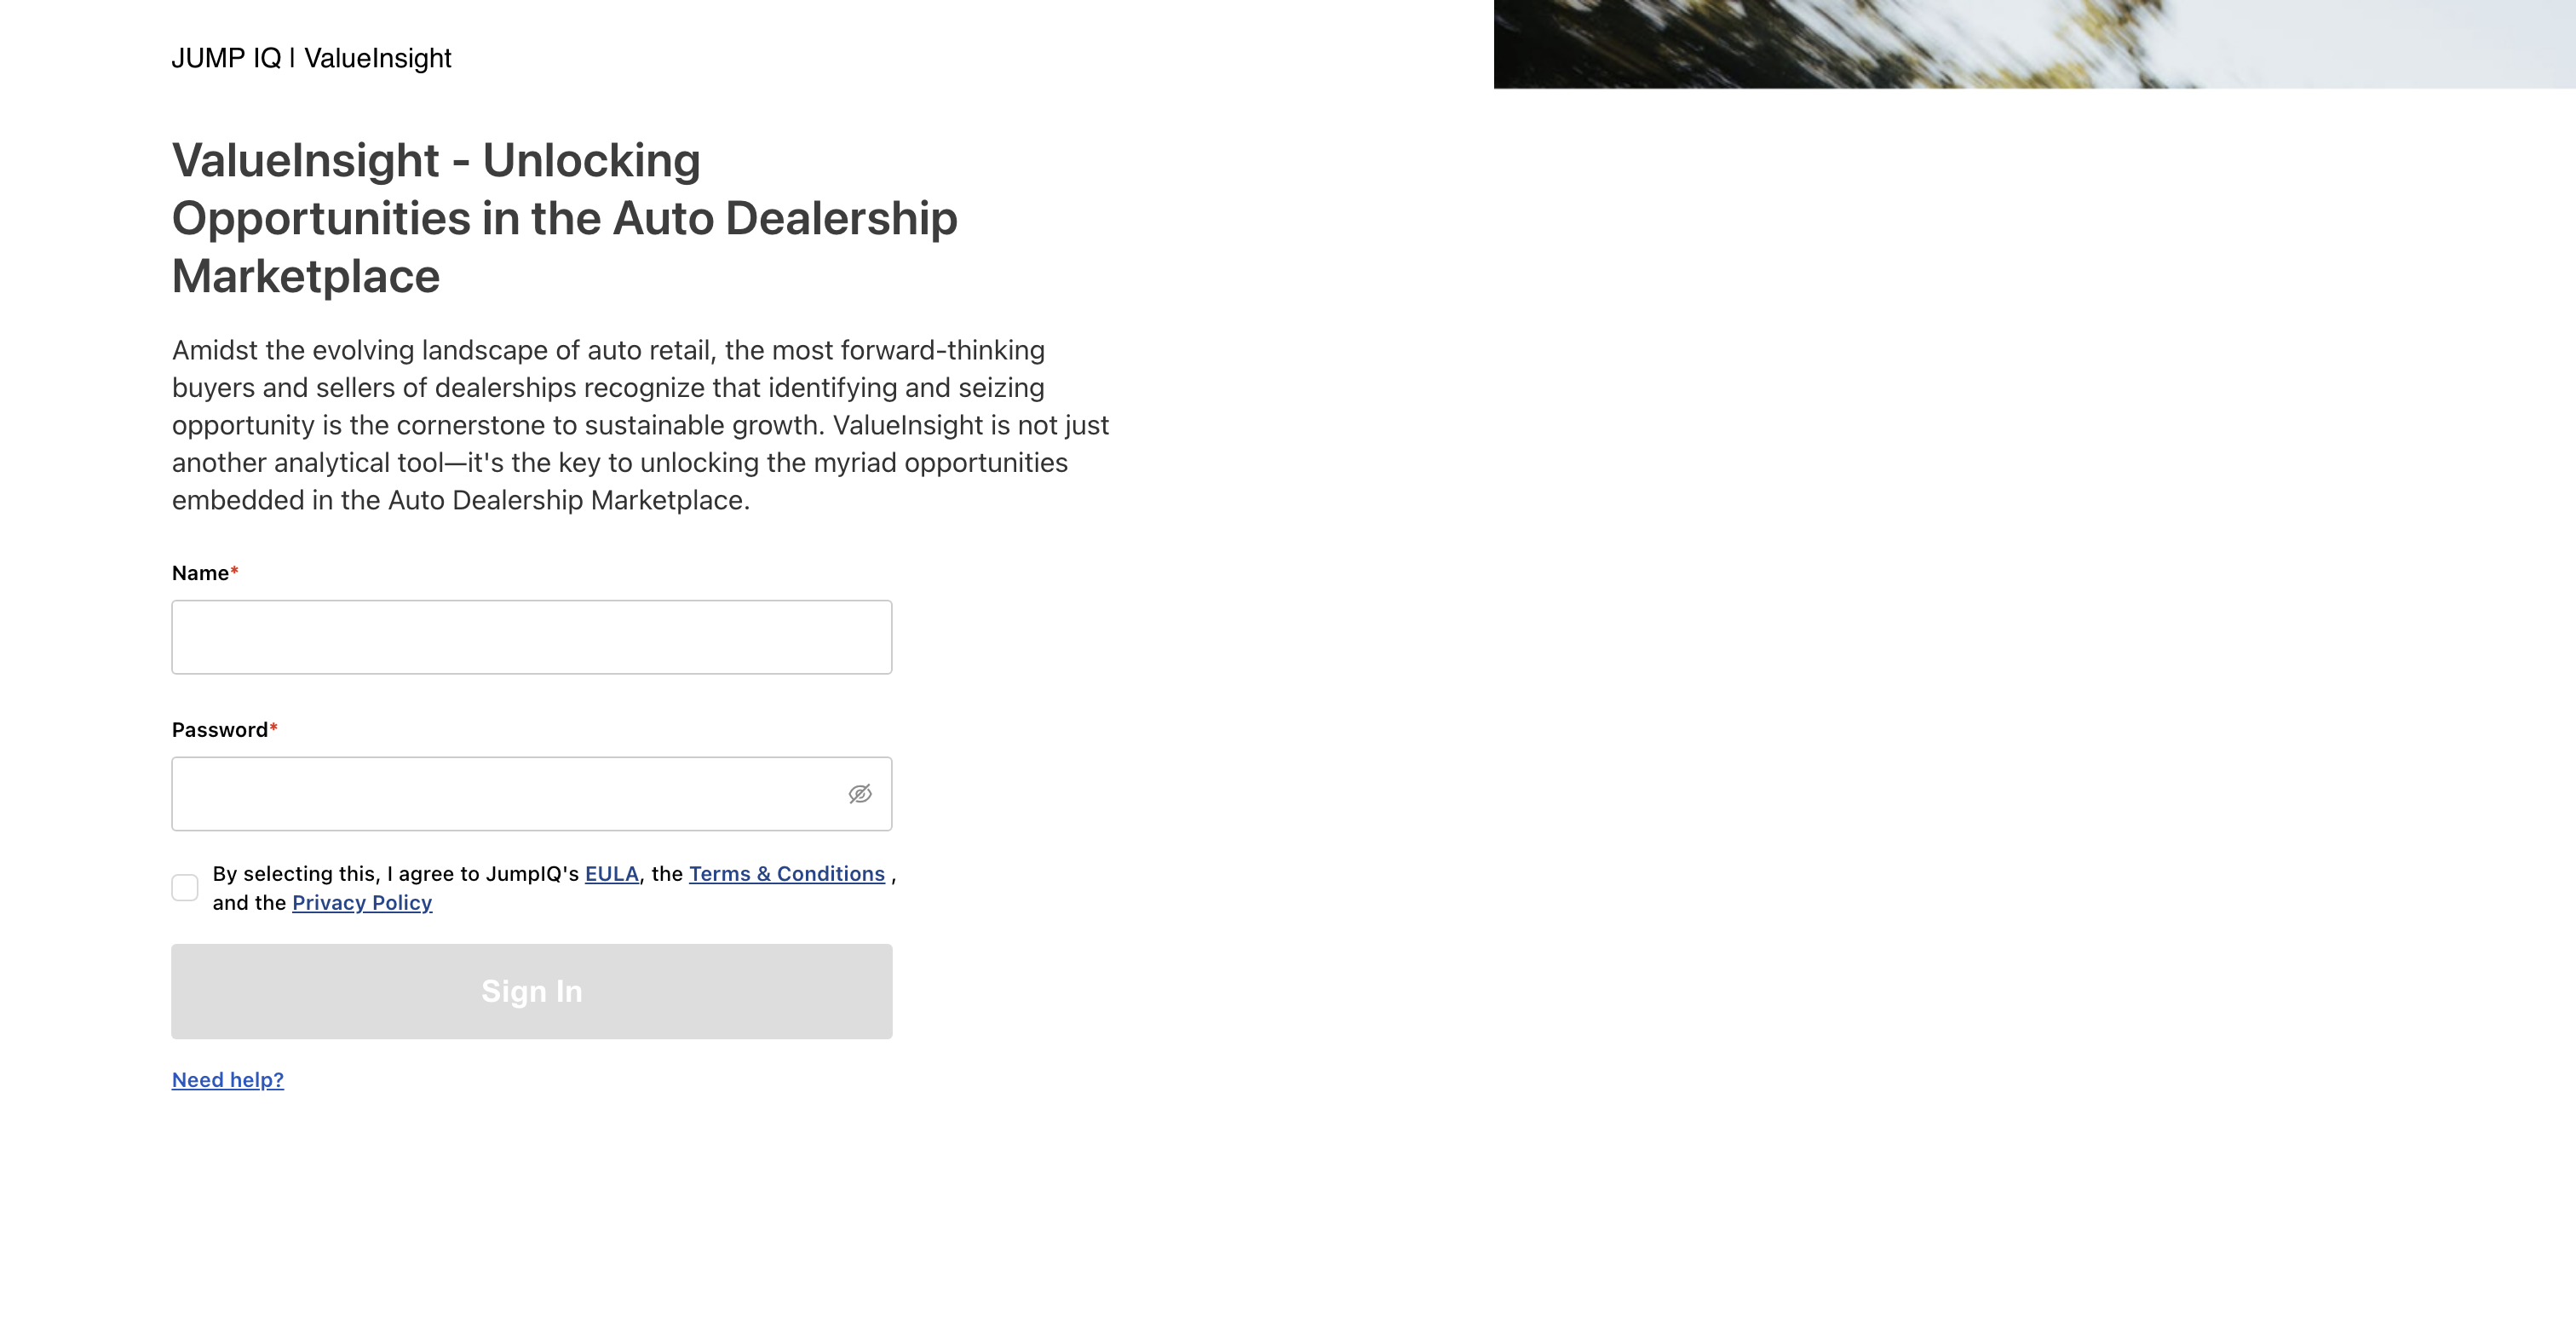 JUMP IQ | ValueInsight
ValueInsight - Unlocking
Opportunities in the Auto Dealership
Marketplace
Amidst the evolving landscape of auto retail, the most forward-thinking
buyers and sellers of dealerships recognize that identifying and seizing
opportunity is the cornerstone to sustainable growth. ValueInsight is not just
another analytical tool—it's the key to unlocking the myriad opportunities
embedded in the Auto Dealership Marketplace.
Name*
Password*
By selecting this, I agree to JumpIQ's EULA, the Terms & Conditions ,
and the Privacy Policy
Sign In
Need help?